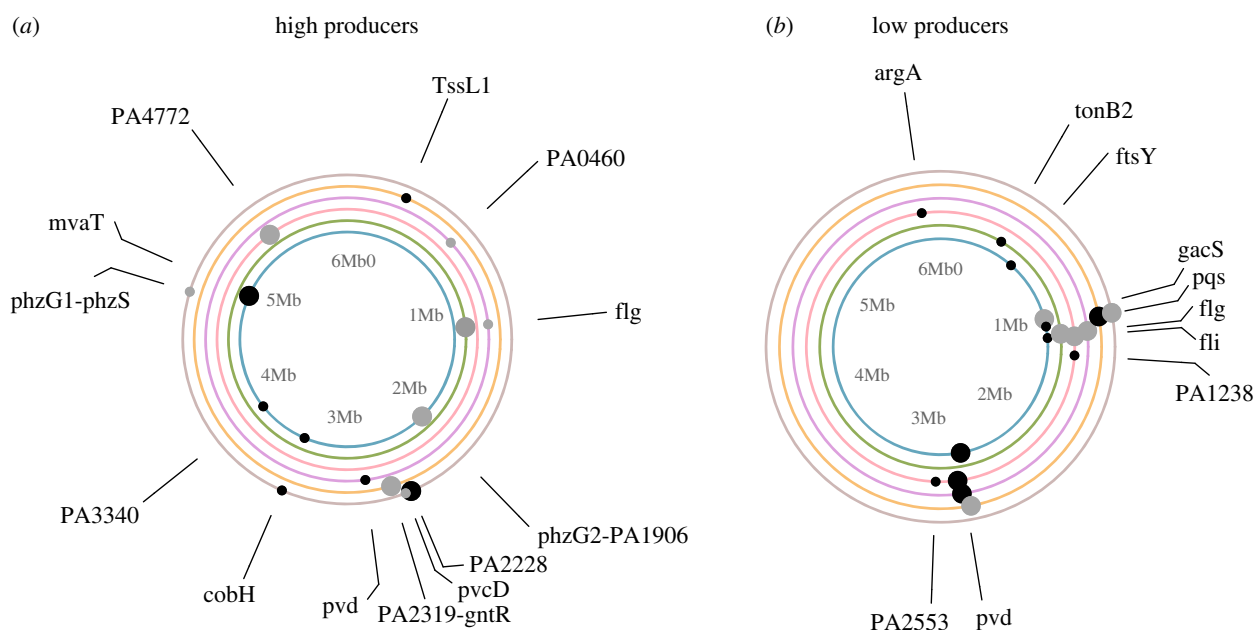 (a)
high producers
TssL1
PA4772
PA0460
mvaT
phzG1-phzS
flg
6Mb0
5Mb
1Mb
4Mb
2Mb
3Mb
PA3340
phzG2-PA1906
cobH
PA2228
pvcD
pvd
PA2319-gntR
(b)
low producers
argA
tonB2
ftsY
gacS
pqs
flg
fli
PA1238
6Mb0
5Mb
1Mb
4Mb
2Mb
3Mb
PA2553
pvd